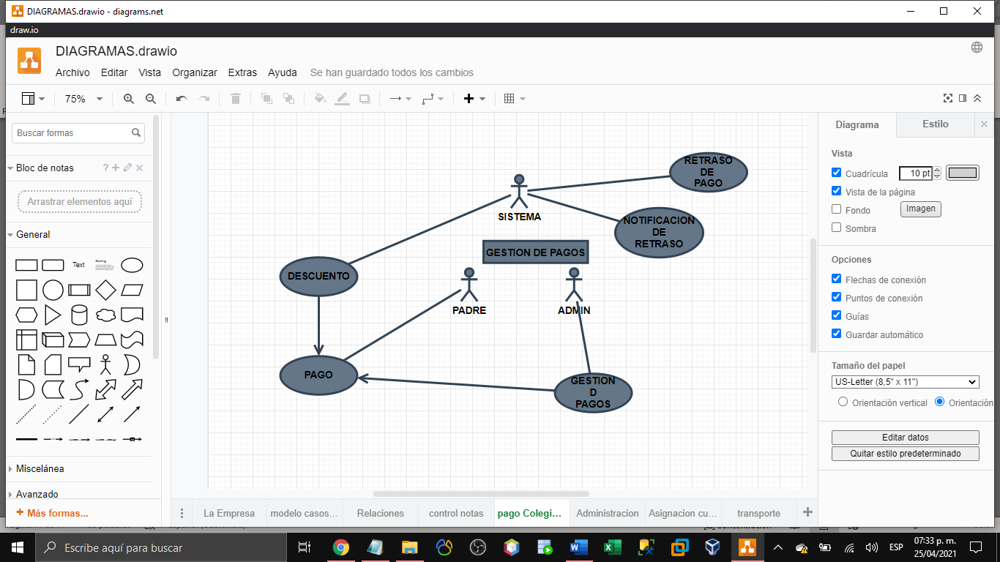 DIAGRAMAS.drawio - diagrams.net
draw.io
DIAGRAMAS.drawio
Archivo Editar Vista Organizar Extras Ayuda Se han guardado todos los cambios
75%
Buscar formas
Bloc de notas
Arrastrar elementos aquí
General
Text
Heading
Miscelánea
Avanzado
+ Más formas...
RETRASO
DE
PAGO
SISTEMA
NOTIFICACION
DE
RETRASO
GESTION DE PAGOS
DESCUENTO
PADRE
ADMIN
PAGO
GESTION
D
PAGOS
Diagrama Estilo
Vista
Cuadrícula 10 pt
Vista de la página
Fondo Imagen
Sombra
Opciones
Flechas de conexión
Puntos de conexión
Guías
Guardar automático
Tamaño del papel
US-Letter (8,5" x 11")
Orientación vertical Orientación
Editar datos
Quitar estilo predeterminado
La Empresa modelo casos... Relaciones control notas pago Colegi... Administracion Asignacion cu... transporte
Escribe aquí para buscar
ESP
07:33 p. m.
25/04/2021